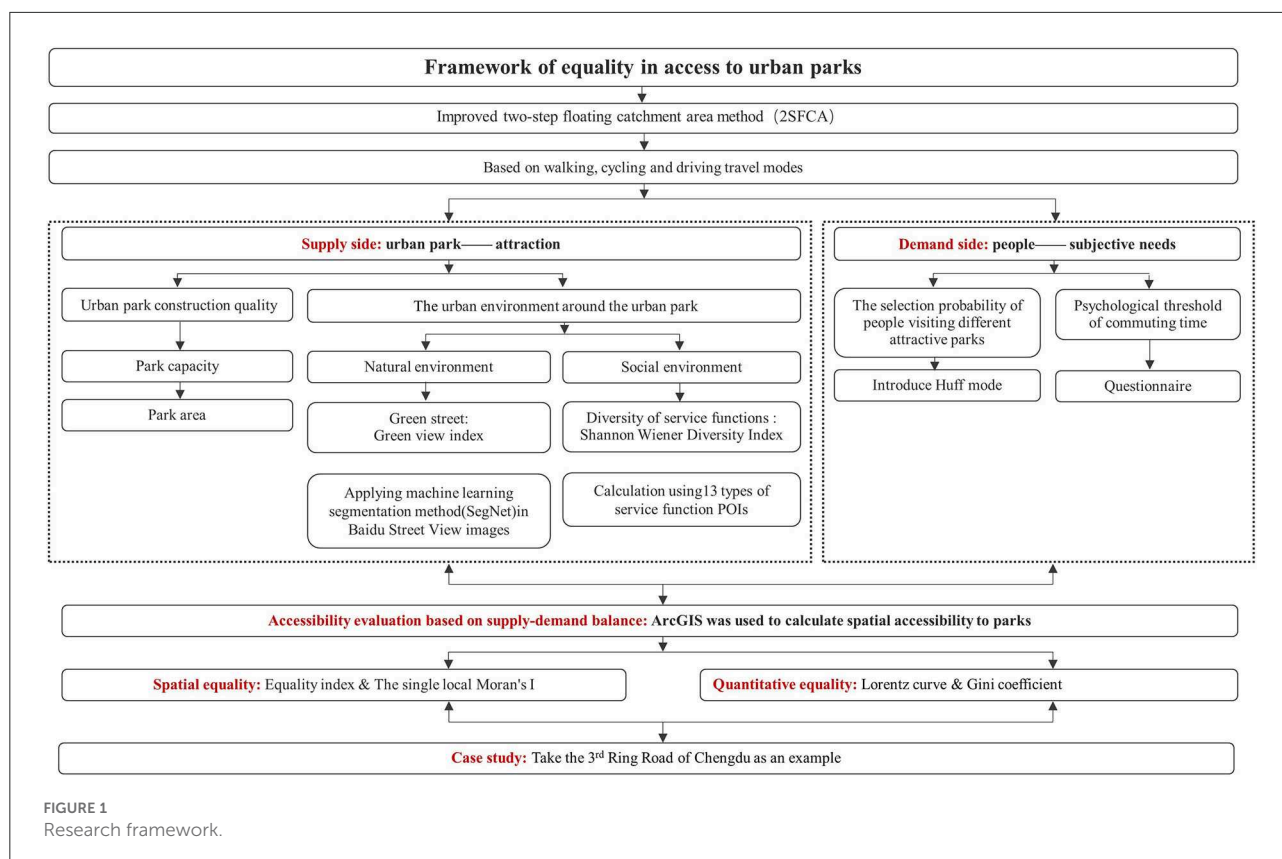 Framework of equality in access to urban parks
Improved two-step floating catchment area method（2SFCA）
Based on walking, cycling and driving travel modes
Supply side: urban park—— attraction
Urban park construction quality
Park capacity
Park area
The urban environment around the urban park
Natural environment
Green street:
Green view index
Applying machine learning
segmentation method(SegNet)in
Baidu Street View images
Social environment
Diversity of service functions :
Shannon Wiener Diversity Index
Calculation using13 types of
service function POIs
Demand side: people—— subjective needs
The selection probability of
people visiting different
attractive parks
Introduce Huff mode
Psychological threshold
of commuting time
Questionnaire
Accessibility evaluation based on supply-demand balance: ArcGIS was used to calculate spatial accessibility to parks
Spatial equality: Equality index & The single local Moran's I
Quantitative equality: Lorentz curve & Gini coefficient
Case study: Take the 3rd Ring Road of Chengdu as an example
FIGURE 1
Research framework.